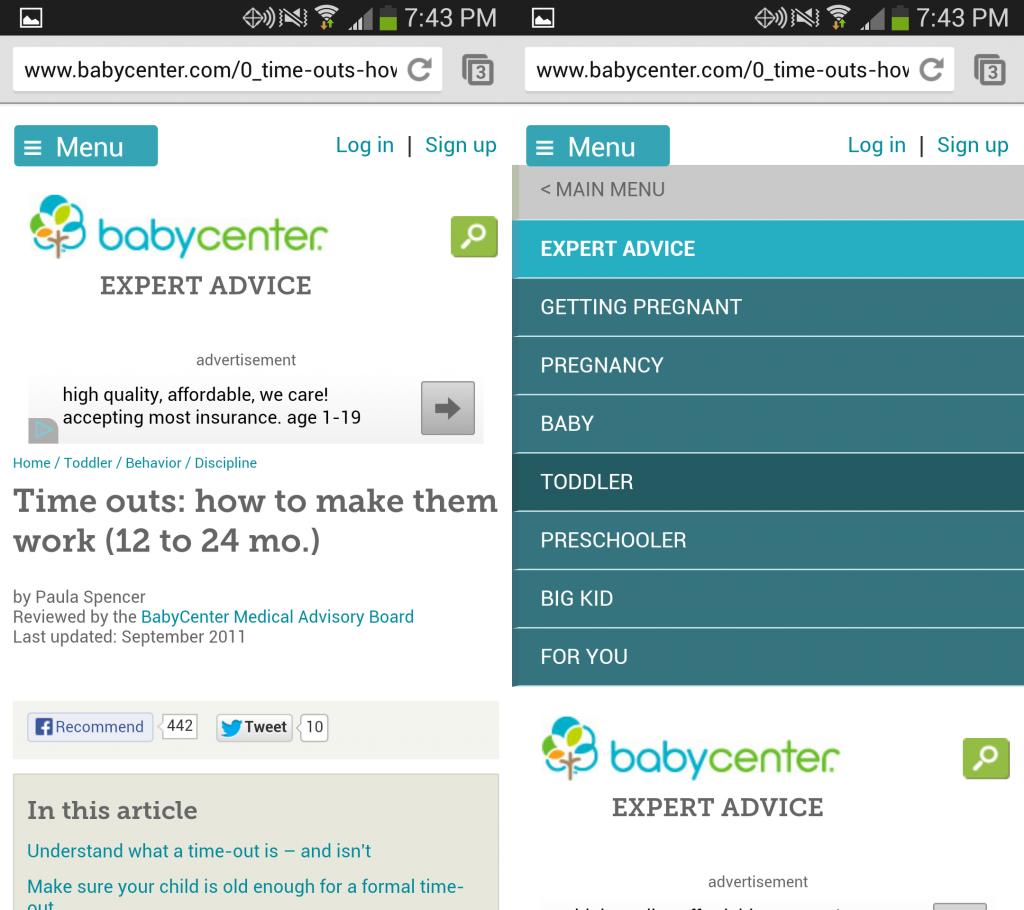 7:43 PM
www.babycenter.com/0_time-outs-hov
3
Menu
Log in | Sign up
babycenter.
EXPERT ADVICE
advertisement
high quality, affordable, we care!
accepting most insurance. age 1-19
Home / Toddler / Behavior / Discipline
Time outs: how to make them
work (12 to 24 mo.)
by Paula Spencer
Reviewed by the BabyCenter Medical Advisory Board
Last updated: September 2011
Recommend 442 Tweet 10
In this article
Understand what a time-out is – and isn't
Make sure your child is old enough for a formal time-
out
7:43 PM
www.babycenter.com/0_time-outs-hov
3
Menu
Log in | Sign up
< MAIN MENU
EXPERT ADVICE
GETTING PREGNANT
PREGNANCY
BABY
TODDLER
PRESCHOOLER
BIG KID
FOR YOU
babycenter.
EXPERT ADVICE
advertisement